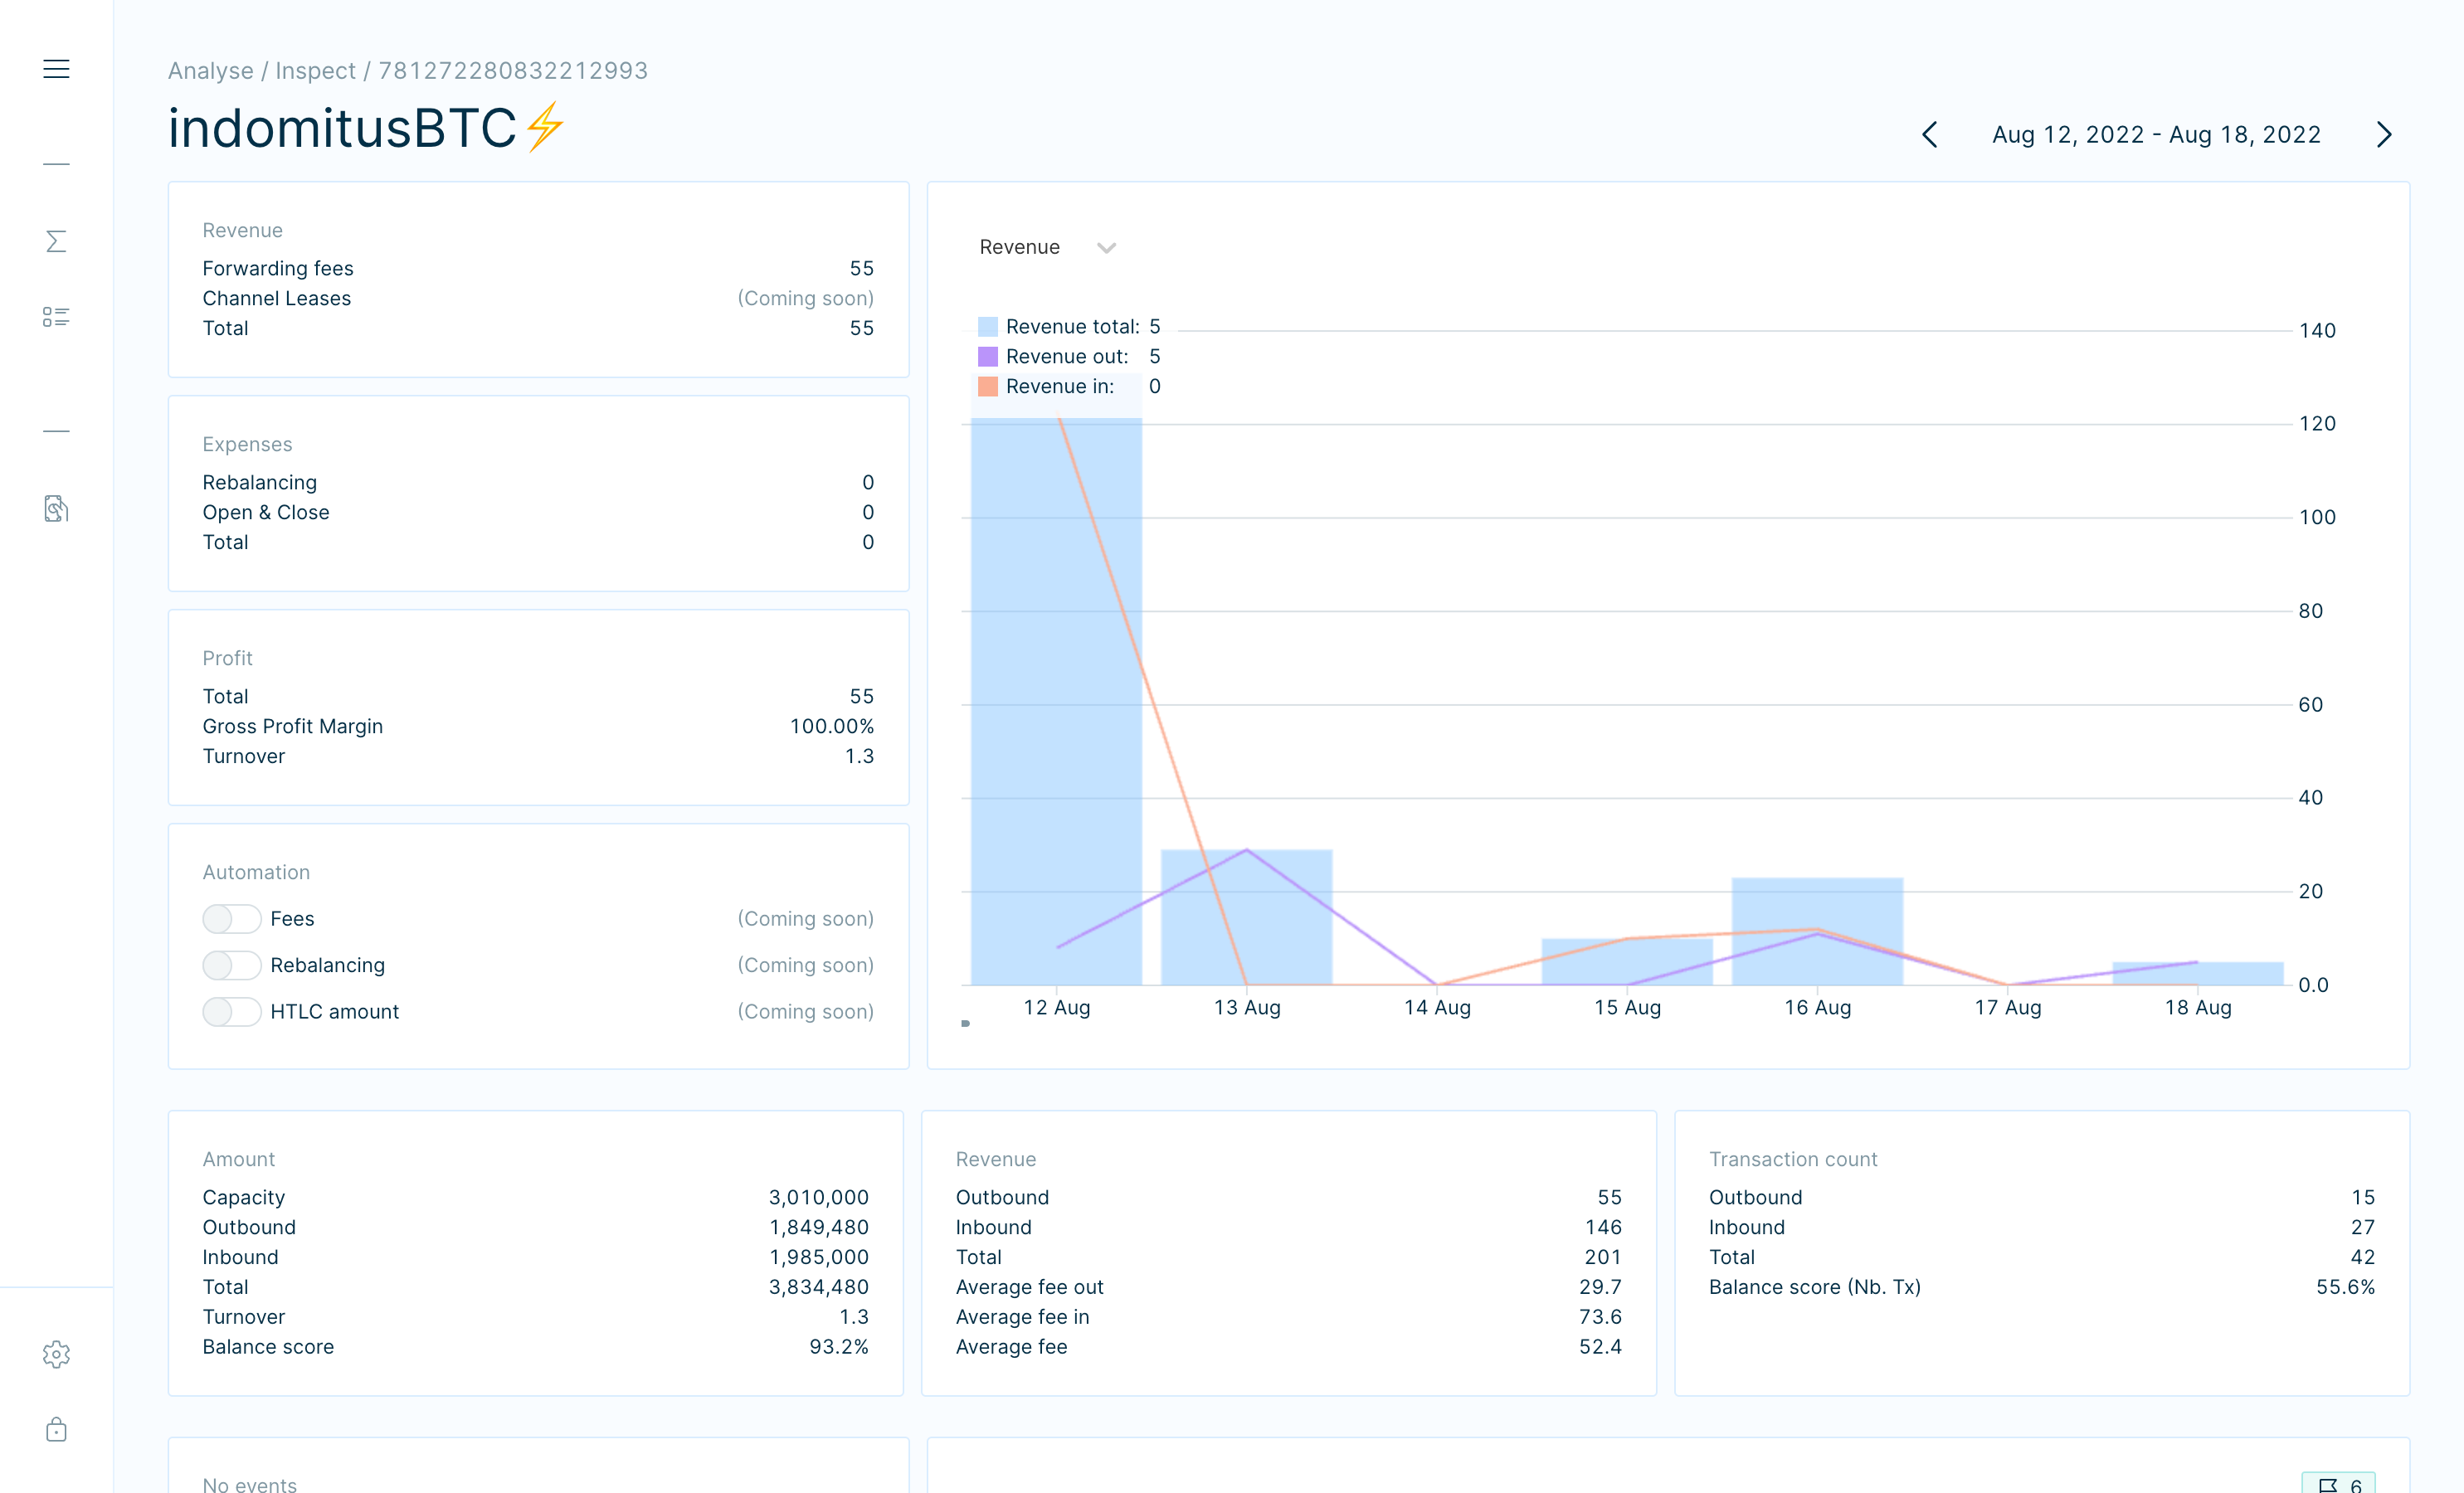 Analyse / Inspect / 781272280832212993
indomitusBTC⚡
Aug 12, 2022 - Aug 18, 2022
Revenue
Forwarding fees 55
Channel Leases (Coming soon)
Total 55
Expenses
Rebalancing 0
Open & Close 0
Total 0
Profit
Total 55
Gross Profit Margin 100.00%
Turnover 1.3
Automation
Fees (Coming soon)
Rebalancing (Coming soon)
HTLC amount (Coming soon)
Revenue
Revenue total: 5
Revenue out: 5
Revenue in: 0
140
120
100
80
60
40
20
0.0
12 Aug 13 Aug 14 Aug 15 Aug 16 Aug 17 Aug 18 Aug
Amount
Capacity 3,010,000
Outbound 1,849,480
Inbound 1,985,000
Total 3,834,480
Turnover 1.3
Balance score 93.2%
Revenue
Outbound 55
Inbound 146
Total 201
Average fee out 29.7
Average fee in 73.6
Average fee 52.4
Transaction count
Outbound 15
Inbound 27
Total 42
Balance score (Nb. Tx) 55.6%
No events
6